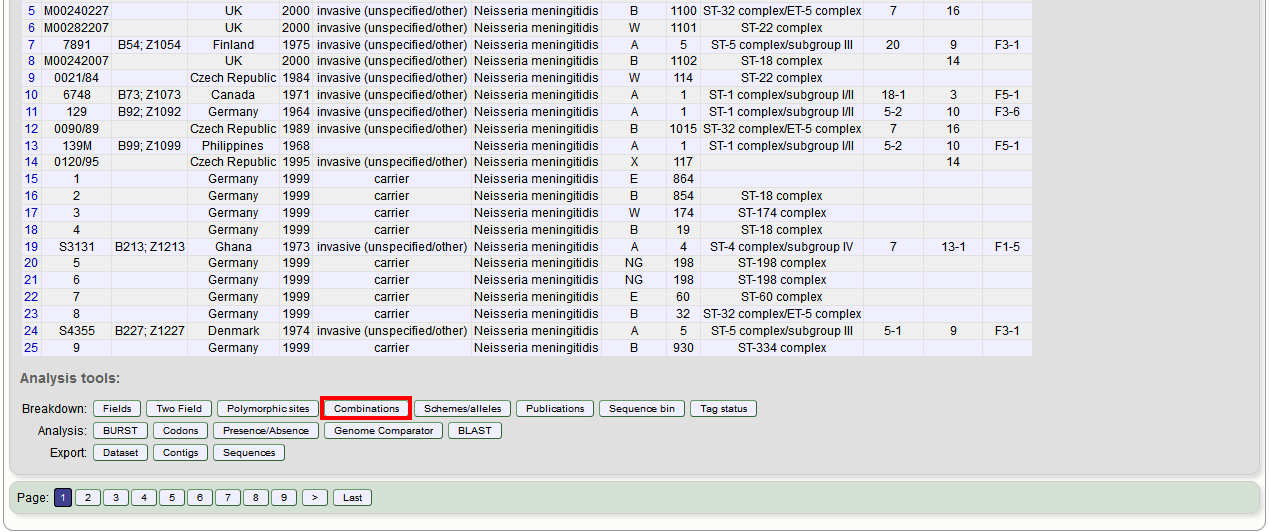 5 M00240227 UK 2000 invasive (unspecified/other) Neisseria meningitidis B 1100 ST-32 complex/ET-5 complex 7 16
6 M00282207 UK 2000 invasive (unspecified/other) Neisseria meningitidis W 1101 ST-22 complex
7 7891 B54; Z1054 Finland 1975 invasive (unspecified/other) Neisseria meningitidis A 5 ST-5 complex/subgroup III 20 9 F3-1
8 M00242007 UK 2000 invasive (unspecified/other) Neisseria meningitidis B 1102 ST-18 complex 14
9 0021/84 Czech Republic 1984 invasive (unspecified/other) Neisseria meningitidis W 114 ST-22 complex
10 6748 B73; Z1073 Canada 1971 invasive (unspecified/other) Neisseria meningitidis A 1 ST-1 complex/subgroup I/II 18-1 3 F5-1
11 129 B92; Z1092 Germany 1964 invasive (unspecified/other) Neisseria meningitidis A 1 ST-1 complex/subgroup I/II 5-2 10 F3-6
12 0090/89 Czech Republic 1989 invasive (unspecified/other) Neisseria meningitidis B 1015 ST-32 complex/ET-5 complex 7 16
13 139M B99; Z1099 Philippines 1968 Neisseria meningitidis A 1 ST-1 complex/subgroup I/II 5-2 10 F5-1
14 0120/95 Czech Republic 1995 invasive (unspecified/other) Neisseria meningitidis X 117 14
15 1 Germany 1999 carrier Neisseria meningitidis E 864
16 2 Germany 1999 carrier Neisseria meningitidis B 854 ST-18 complex
17 3 Germany 1999 carrier Neisseria meningitidis W 174 ST-174 complex
18 4 Germany 1999 carrier Neisseria meningitidis B 19 ST-18 complex
19 S3131 B213; Z1213 Ghana 1973 invasive (unspecified/other) Neisseria meningitidis A 4 ST-4 complex/subgroup IV 7 13-1 F1-5
20 5 Germany 1999 carrier Neisseria meningitidis NG 198 ST-198 complex
21 6 Germany 1999 carrier Neisseria meningitidis NG 198 ST-198 complex
22 7 Germany 1999 carrier Neisseria meningitidis E 60 ST-60 complex
23 8 Germany 1999 carrier Neisseria meningitidis B 32 ST-32 complex/ET-5 complex
24 S4355 B227; Z1227 Denmark 1974 invasive (unspecified/other) Neisseria meningitidis A 5 ST-5 complex/subgroup III 5-1 9 F3-1
25 9 Germany 1999 carrier Neisseria meningitidis B 930 ST-334 complex
Analysis tools:
Breakdown: Fields Two Field Polymorphic sites Combinations Schemes/alleles Publications Sequence bin Tag status
Analysis: BURST Codons Presence/Absence Genome Comparator BLAST
Export: Dataset Contigs Sequences
Page: 1 2 3 4 5 6 7 8 9 > Last